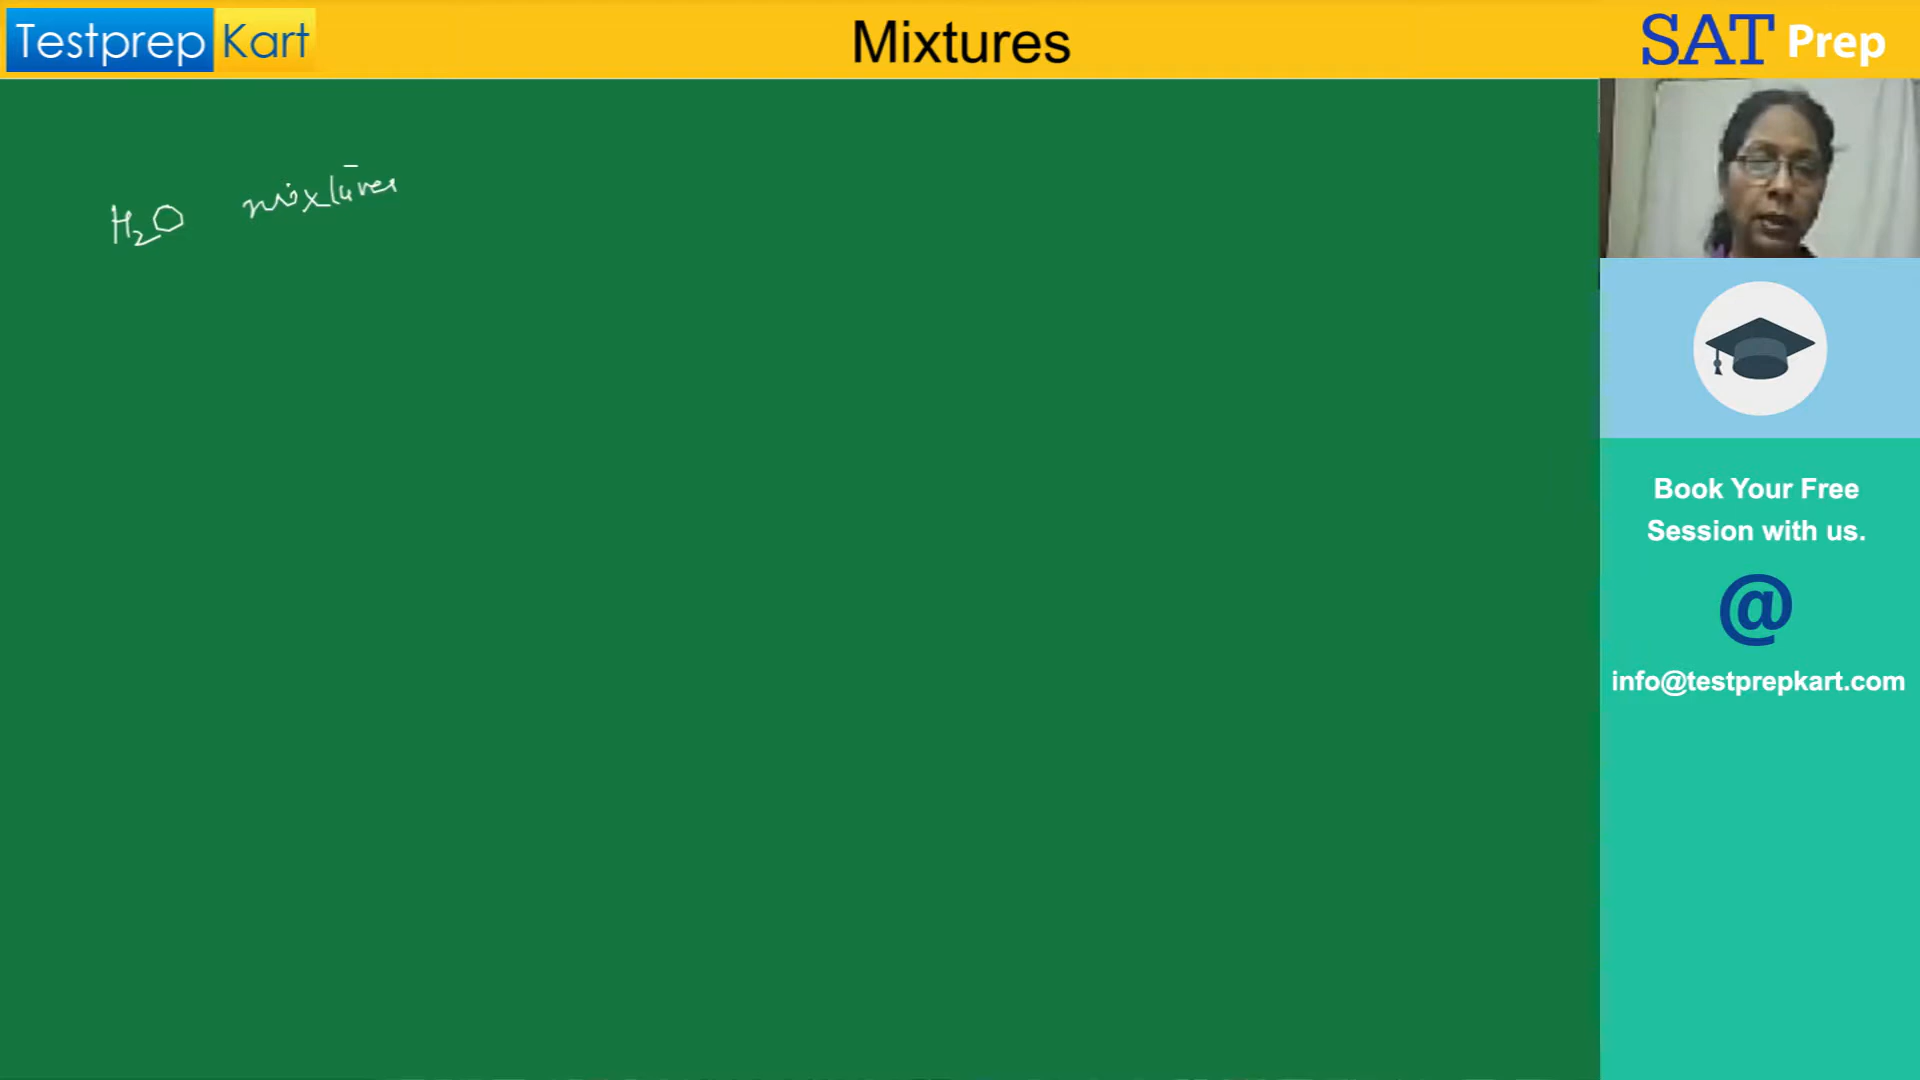 Testprep Kart
Mixtures
SAT Prep
H₂O mixtures
Book Your Free
Session with us.
@
info@testprepkart.com